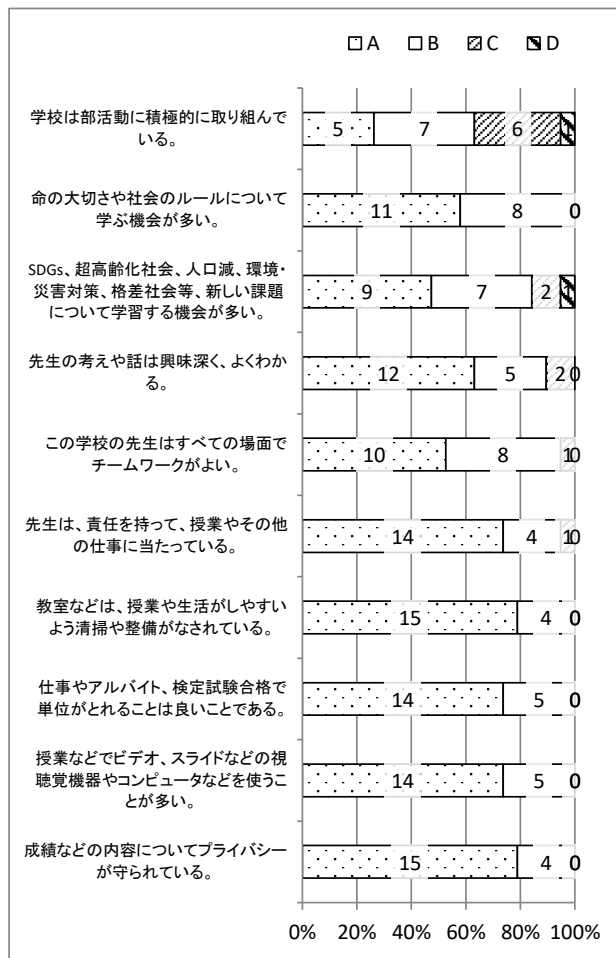 A B C D
学校は部活動に積極的に取り組んで
いる。
5 7 6 1
命の大切さや社会のルールについて
学ぶ機会が多い。
11 8 0
SDGs、超高齢化社会、人口減、環境・
災害対策、格差社会等、新しい課題
について学習する機会が多い。
9 7 2 1
先生の考えや話は興味深く、よくわか
る。
12 5 2 0
この学校の先生はすべての場面で
チームワークがよい。
10 8 1 0
先生は、責任を持って、授業やその他
の仕事に当たっている。
14 4 1 0
教室などは、授業や生活がしやすい
よう清掃や整備がなされている。
15 4 0
仕事やアルバイト、検定試験合格で
単位がとれることは良いことである。
14 5 0
授業などでビデオ、スライドなどの視
聴覚機器やコンピュータなどを使うこ
とが多い。
14 5 0
成績などの内容についてプライバシー
が守られている。
15 4 0
0% 20% 40% 60% 80% 100%